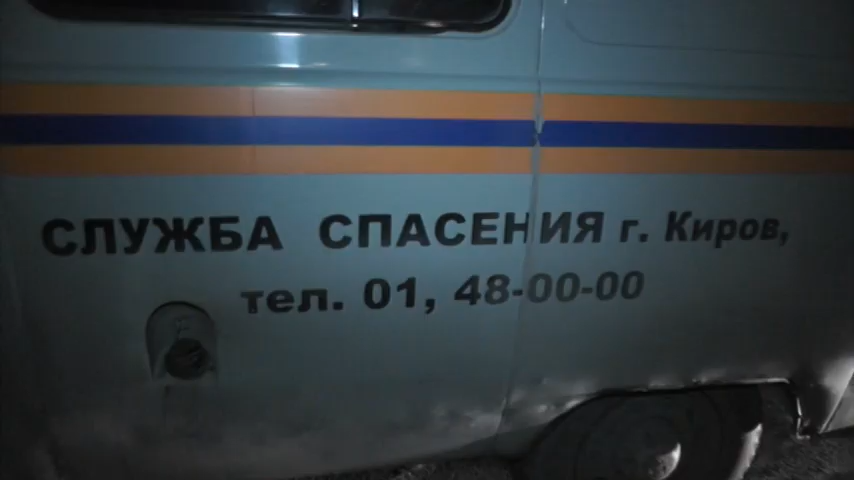 СЛУЖБА СПАСЕНИЯ г. Киров,
тел. 01, 48-00-00